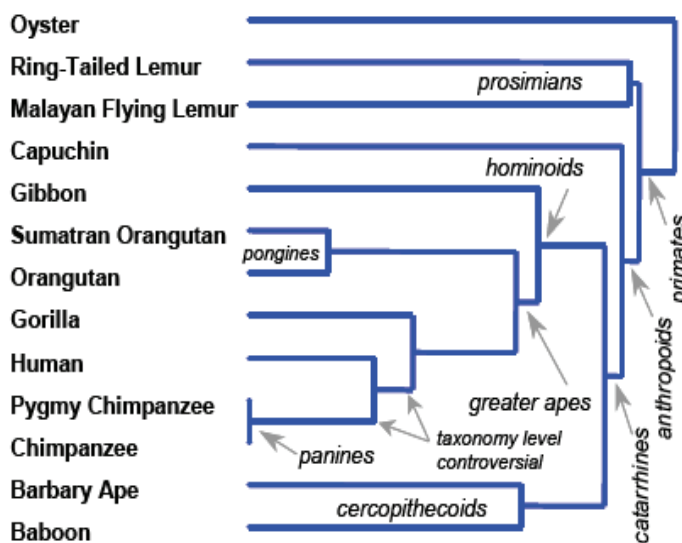 Oyster
Ring-Tailed Lemur
prosimians
Malayan Flying Lemur
Capuchin
hominoids
Gibbon
Sumatran Orangutan
pongines
Orangutan
primates
Gorilla
anthropoids
Human
greater apes
Pygmy Chimpanzee
taxonomy level
controversial
Chimpanzee
panines
catarrhines
Barbary Ape
cercopithecoids
Baboon